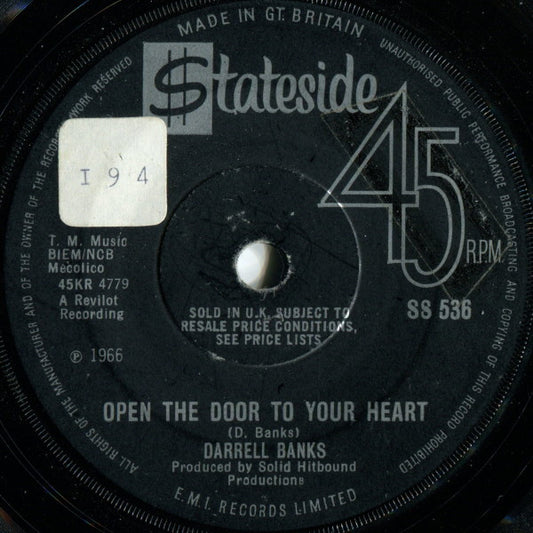 MADE IN GT. BRITAIN
$tateside
45
R.P.M.
I 94
T. M. Music
BIEM/NCB
Mecolico
45KR 4779
A Revilot
Recording
℗ 1966
SS 536
SOLD IN U.K. SUBJECT TO
RESALE PRICE CONDITIONS,
SEE PRICE LISTS
OPEN THE DOOR TO YOUR HEART
(D. Banks)
DARRELL BANKS
Produced by Solid Hitbound
Productions
E.M.I. RECORDS LIMITED
ALL RIGHTS OF THE MANUFACTURER AND OF THE OWNER OF THE RECORDED WORK RESERVED
UNAUTHORISED PUBLIC PERFORMANCE BROADCASTING AND COPYING OF THIS RECORD PROHIBITED